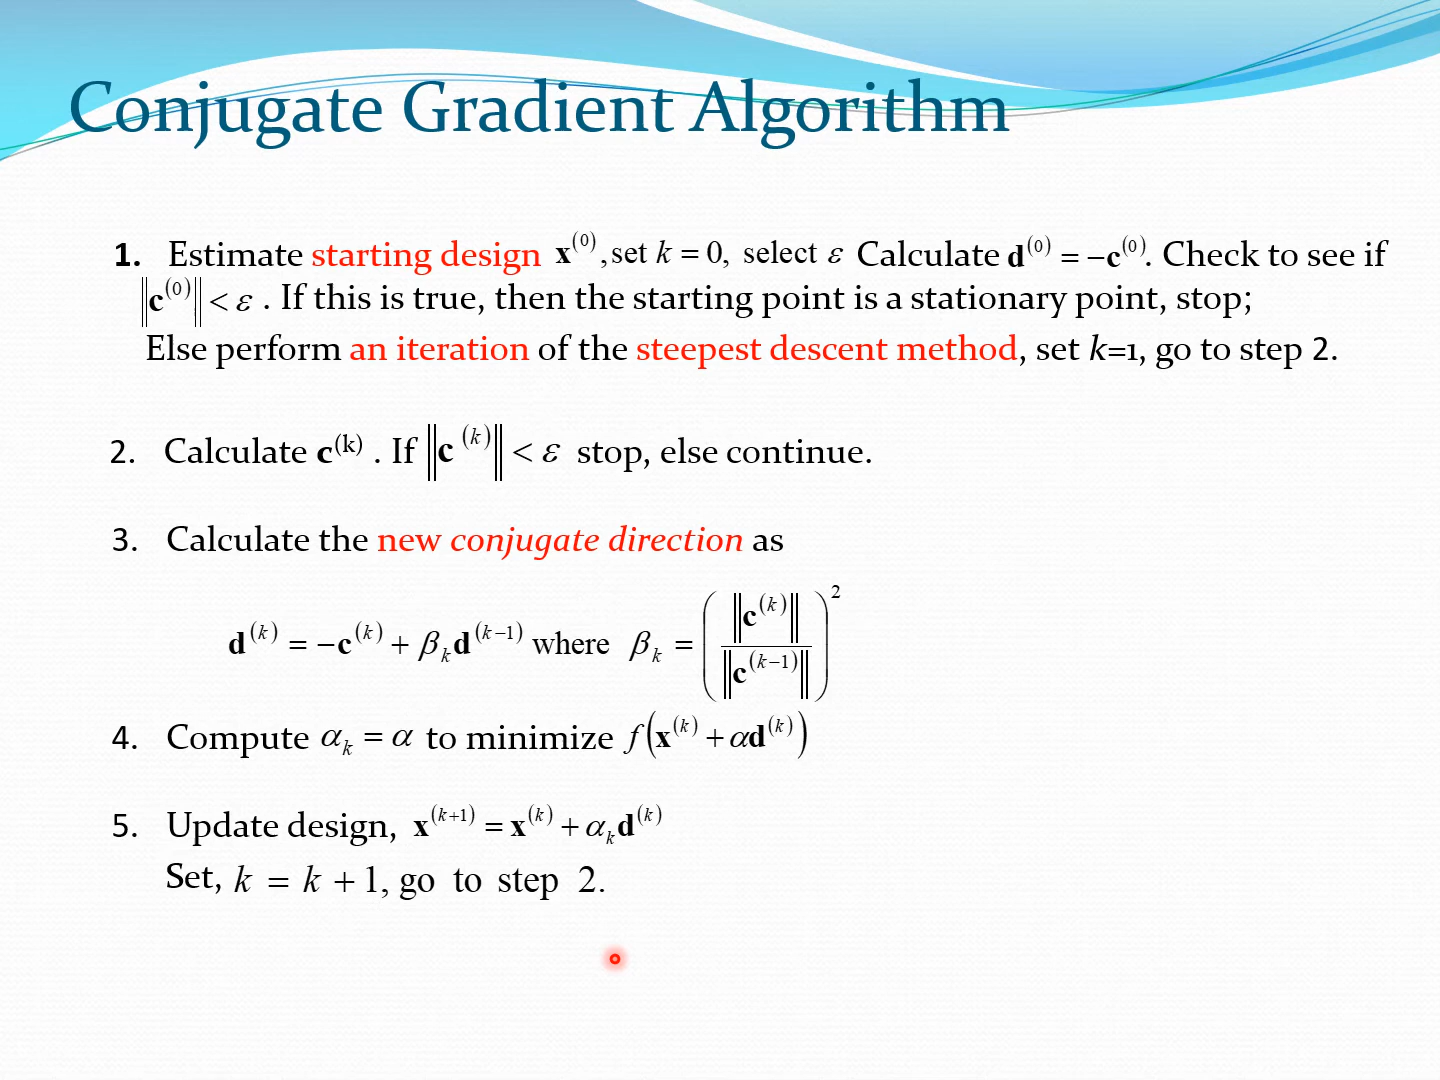 Conjugate Gradient Algorithm
1. Estimate starting design x^(0), set k = 0, select ε Calculate d^(0) = −c^(0). Check to see if
‖c^(0)‖ < ε . If this is true, then the starting point is a stationary point, stop;
Else perform an iteration of the steepest descent method, set k=1, go to step 2.
2. Calculate c^(k) . If ‖c^(k)‖ < ε stop, else continue.
3. Calculate the new conjugate direction as
d^(k) = −c^(k) + β_k d^(k−1) where β_k = (‖c^(k)‖ / ‖c^(k−1)‖)^2
4. Compute α_k = α to minimize f(x^(k) + αd^(k))
5. Update design, x^(k+1) = x^(k) + α_k d^(k)
Set, k = k + 1, go to step 2.